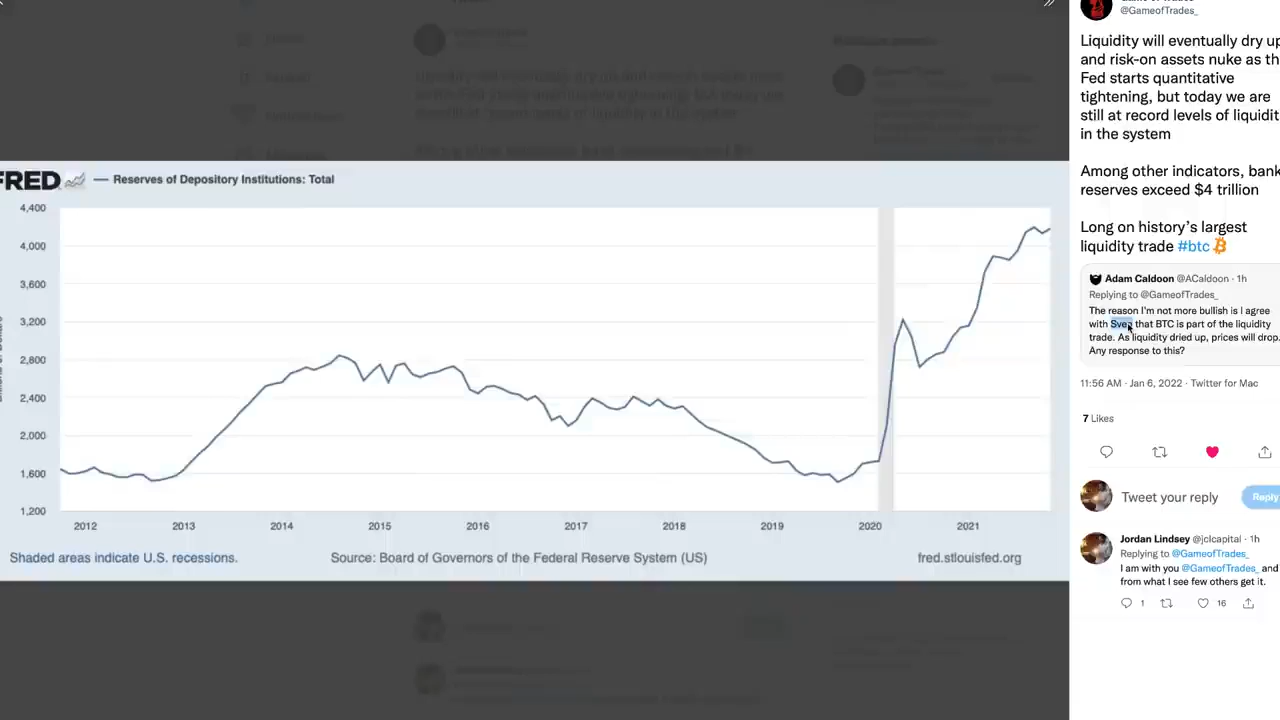 FRED — Reserves of Depository Institutions: Total
4,400
4,000
3,600
3,200
2,800
2,400
2,000
1,600
1,200
2012 2013 2014 2015 2016 2017 2018 2019 2020 2021
Shaded areas indicate U.S. recessions. Source: Board of Governors of the Federal Reserve System (US) fred.stlouisfed.org
@GameofTrades_
Liquidity will eventually dry up
and risk-on assets nuke as th
Fed starts quantitative
tightening, but today we are
still at record levels of liquidit
in the system
Among other indicators, bank
reserves exceed $4 trillion
Long on history's largest
liquidity trade #btc
Adam Caldoon @ACaldoon · 1h
Replying to @GameofTrades_
The reason I'm not more bullish is I agree
with Sven that BTC is part of the liquidity
trade. As liquidity dried up, prices will drop.
Any response to this?
11:56 AM · Jan 6, 2022 · Twitter for Mac
7 Likes
Tweet your reply
Reply
Jordan Lindsey @jclcapital · 1h
Replying to @GameofTrades_
I am with you @GameofTrades_ and
from what I see few others get it.
1 16